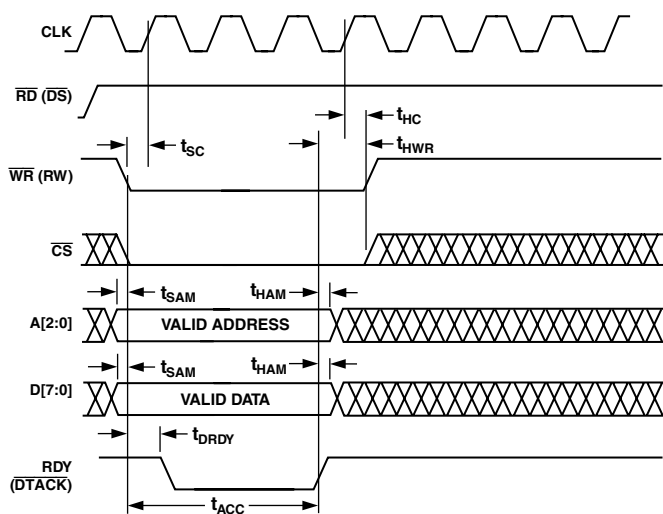 CLK
RD (DS)
tHC
tSC
tHWR
WR (RW)
CS
tSAM tHAM
A[2:0] VALID ADDRESS
tSAM tHAM
D[7:0] VALID DATA
tDRDY
RDY
(DTACK)
tACC